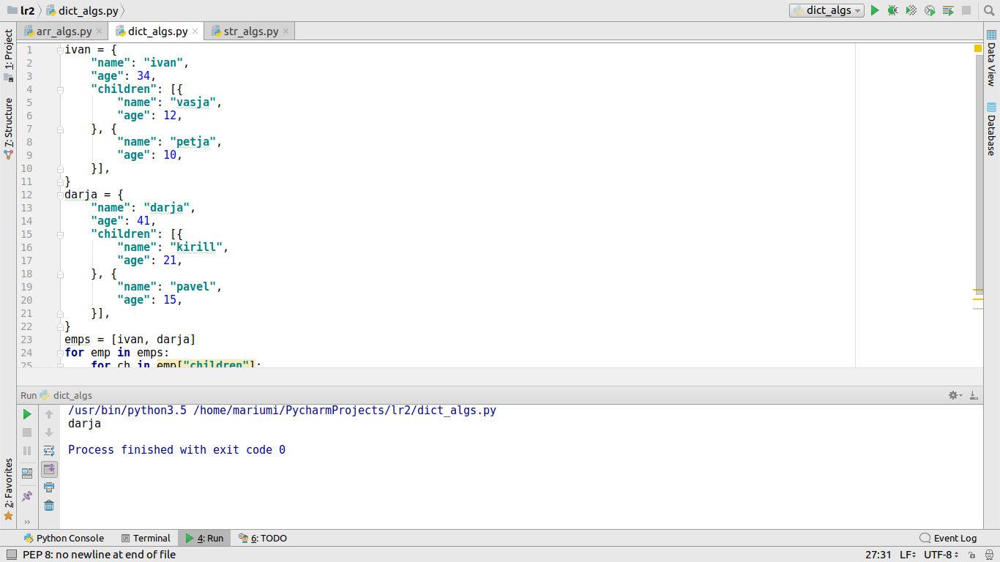 lr2 dict_algs.py dict_algs
arr_algs.py dict_algs.py str_algs.py
1: Project
7: Structure
2: Favorites
1 ivan = {
2     "name": "ivan",
3     "age": 34,
4     "children": [{
5         "name": "vasja",
6         "age": 12,
7     }, {
8         "name": "petja",
9         "age": 10,
10     }],
11 }
12 darja = {
13     "name": "darja",
14     "age": 41,
15     "children": [{
16         "name": "kirill",
17         "age": 21,
18     }, {
19         "name": "pavel",
20         "age": 15,
21     }],
22 }
23 emps = [ivan, darja]
24 for emp in emps:
25     for ch in emp["children"]:
Data View
Database
Run dict_algs
/usr/bin/python3.5 /home/mariumi/PycharmProjects/lr2/dict_algs.py
darja
Process finished with exit code 0
Python Console Terminal 4: Run 6: TODO Event Log
PEP 8: no newline at end of file 27:31 LF UTF-8